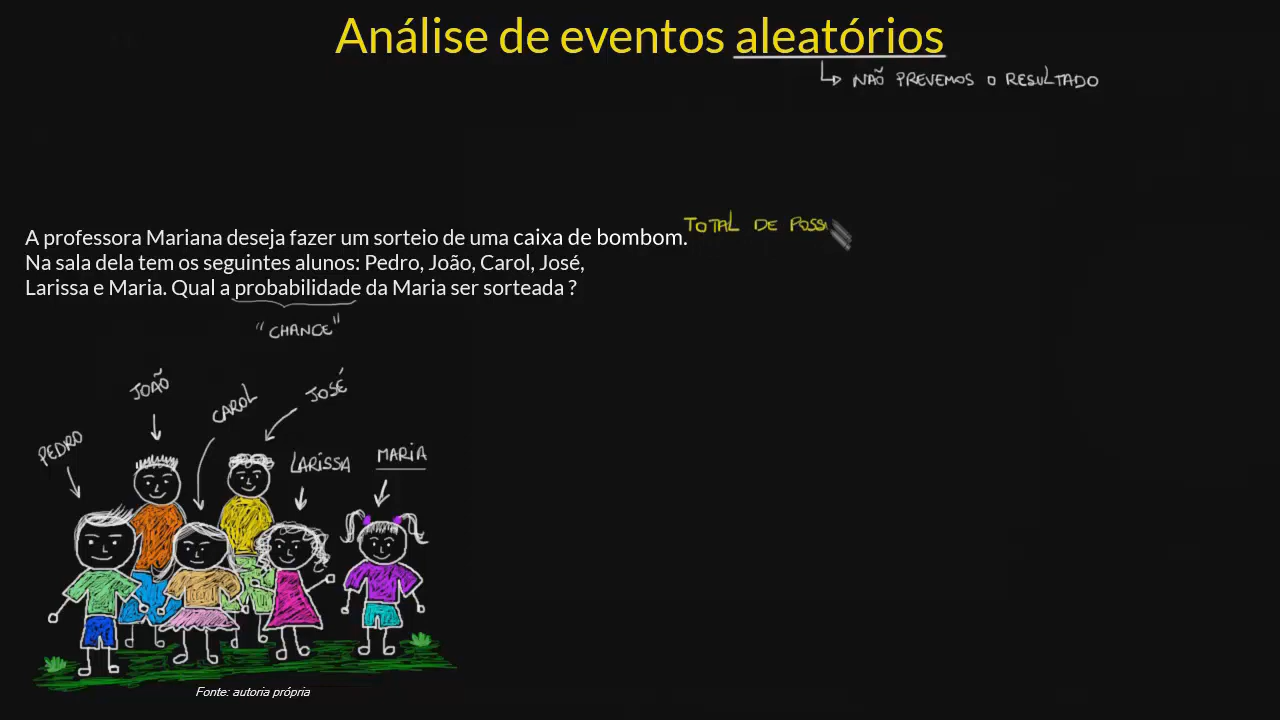 Análise de eventos aleatórios
NÃO PREVEMOS O RESULTADO
TOTAL DE
A professora Mariana deseja fazer um sorteio de uma caixa de bombom.
Na sala dela tem os seguintes alunos: Pedro, João, Carol, José,
Larissa e Maria. Qual a probabilidade da Maria ser sorteada ?
"CHANCE"
JOÃO
CAROL
JOSÉ
PEDRO
LARISSA
MARIA
Fonte: autoria própria